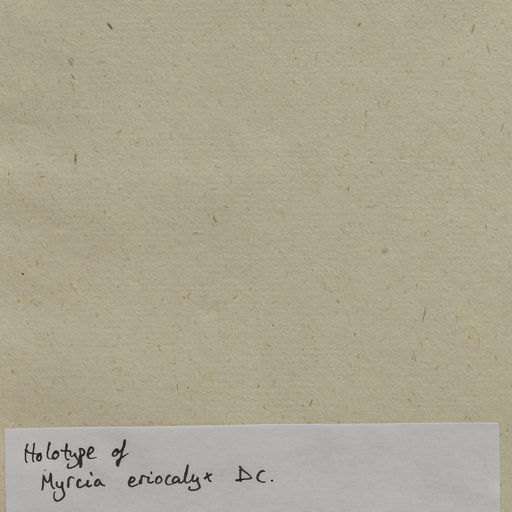 Holotype of
Myrcia eriocalyx DC.